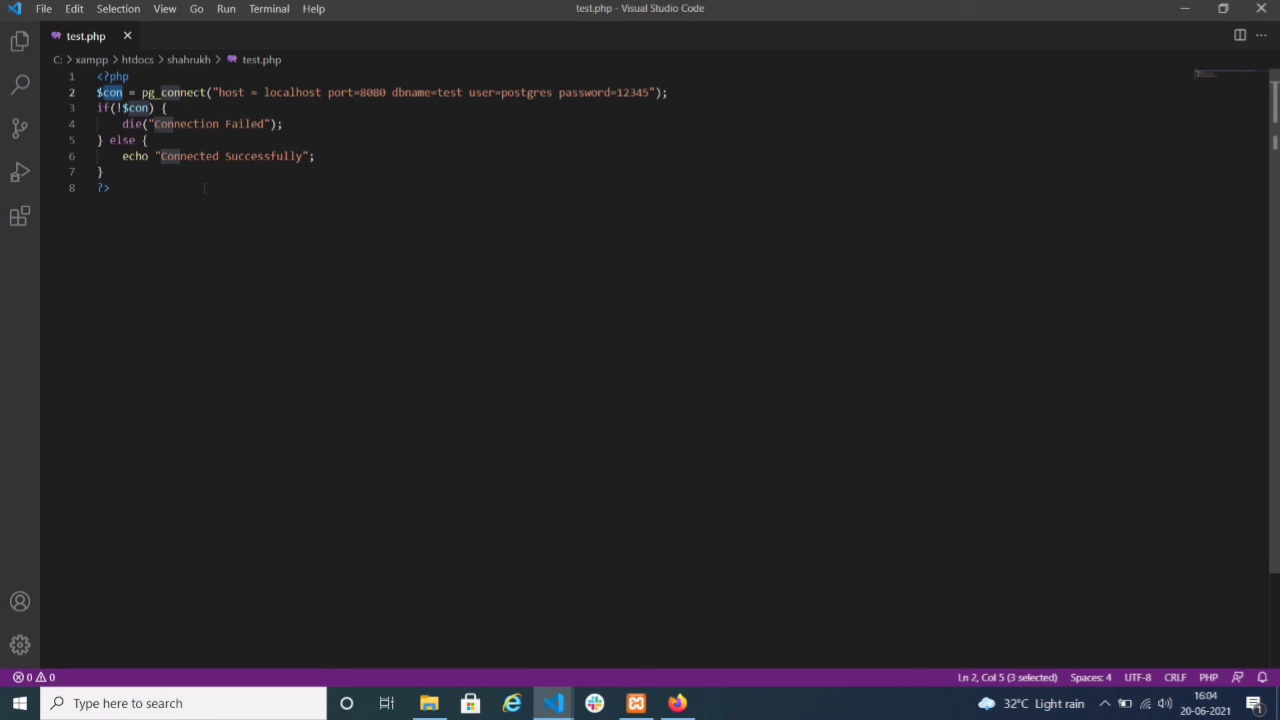 File Edit Selection View Go Run Terminal Help
test.php - Visual Studio Code
test.php
C: > xampp > htdocs > shahrukh > test.php
1 <?php
2 $con = pg_connect("host = localhost port=8080 dbname=test user=postgres password=12345");
3 if(!$con) {
4 die("Connection Failed");
5 } else {
6 echo "Connected Successfully";
7 }
8 ?>
0 0 Ln 2, Col 5 (3 selected) Spaces: 4 UTF-8 CRLF PHP
Type here to search
32°C Light rain
16:04
20-06-2021
1